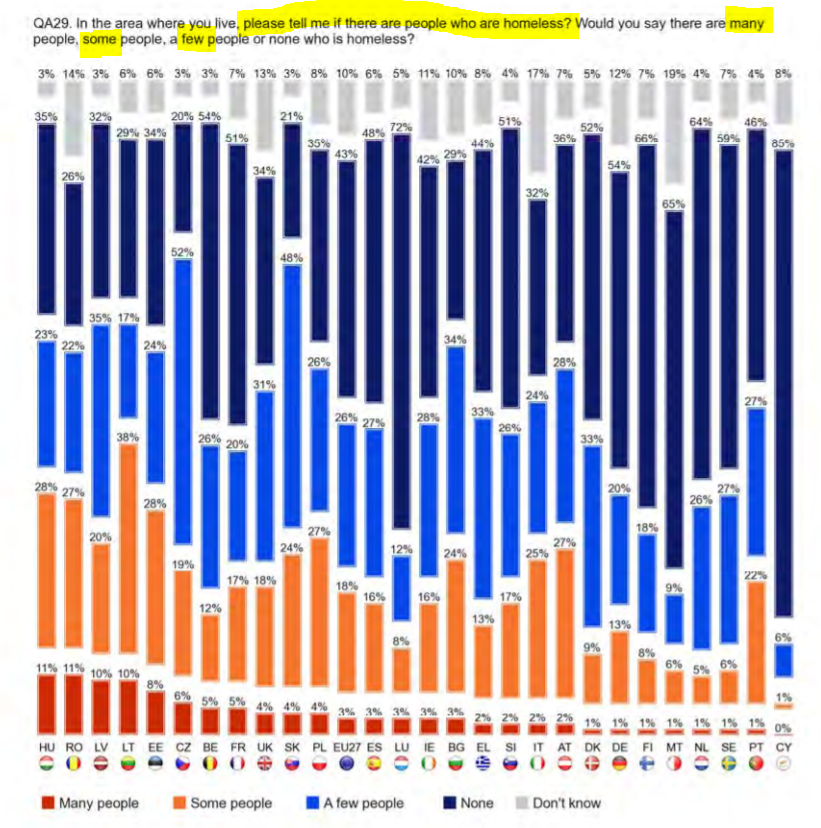 QA29. In the area where you live, please tell me if there are people who are homeless? Would you say there are many
people, some people, a few people or none who is homeless?
3% 14% 3% 6% 6% 3% 3% 7% 13% 3% 8% 10% 6% 5% 11% 10% 8% 4% 17% 7% 5% 12% 7% 19% 4% 7% 4% 8%
35% 26% 32% 29% 34% 20% 54% 51% 34% 21% 35% 43% 48% 72% 42% 29% 44% 51% 32% 36% 52% 54% 66% 65% 64% 59% 46% 85%
23% 22% 35% 17% 24% 52% 26% 20% 31% 48% 26% 26% 27% 12% 28% 34% 33% 26% 24% 28% 33% 20% 18% 9% 26% 27% 27% 6%
28% 27% 20% 38% 28% 19% 12% 17% 18% 24% 27% 18% 16% 8% 16% 24% 13% 17% 25% 27% 9% 13% 8% 6% 5% 6% 22% 1%
11% 11% 10% 10% 8% 6% 5% 5% 4% 4% 4% 3% 3% 3% 3% 3% 2% 2% 2% 2% 1% 1% 1% 1% 1% 1% 1% 0%
HU RO LV LT EE CZ BE FR UK SK PL EU27 ES LU IE BG EL SI IT AT DK DE FI MT NL SE PT CY
Many people Some people A few people None Don't know